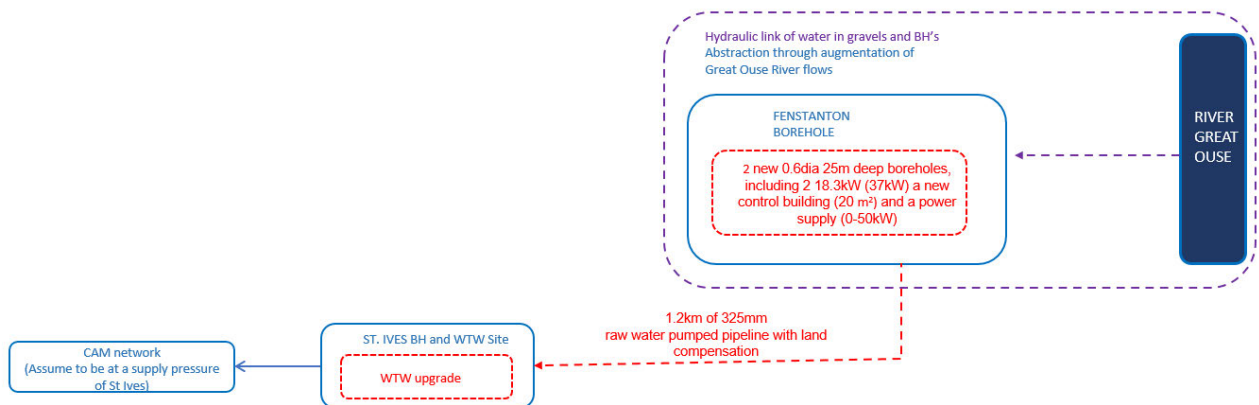 Hydraulic link of water in gravels and BH's
Abstraction through augmentation of
Great Ouse River flows
FENSTANTON
BOREHOLE
2 new 0.6dia 25m deep boreholes,
including 2 18.3kW (37kW) a new
control building (20 m²) and a power
supply (0-50kW)
RIVER
GREAT
OUSE
1.2km of 325mm
raw water pumped pipeline with land
compensation
ST. IVES BH and WTW Site
WTW upgrade
CAM network
(Assume to be at a supply pressure
of St Ives)